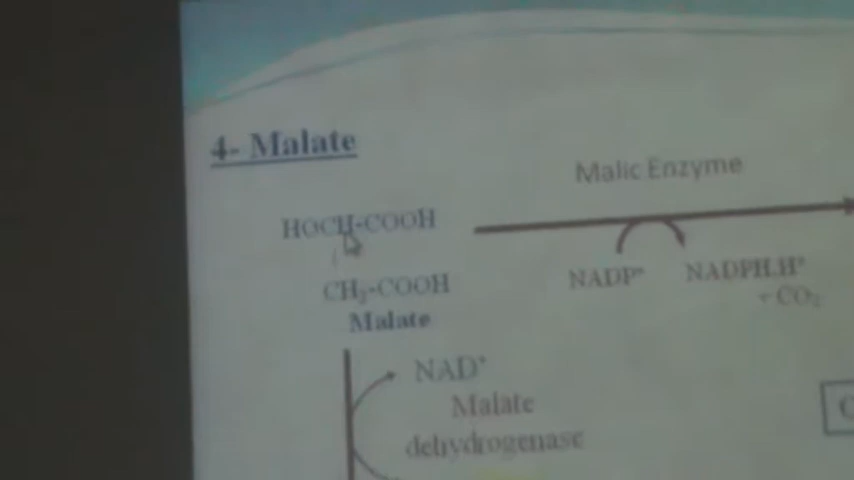 4- Malate
Malic Enzyme
HOCH-COOH
NADP⁺ NADPH.H⁺
+ CO₂
CH₂-COOH
Malate
NAD⁺
Malate
dehydrogenase